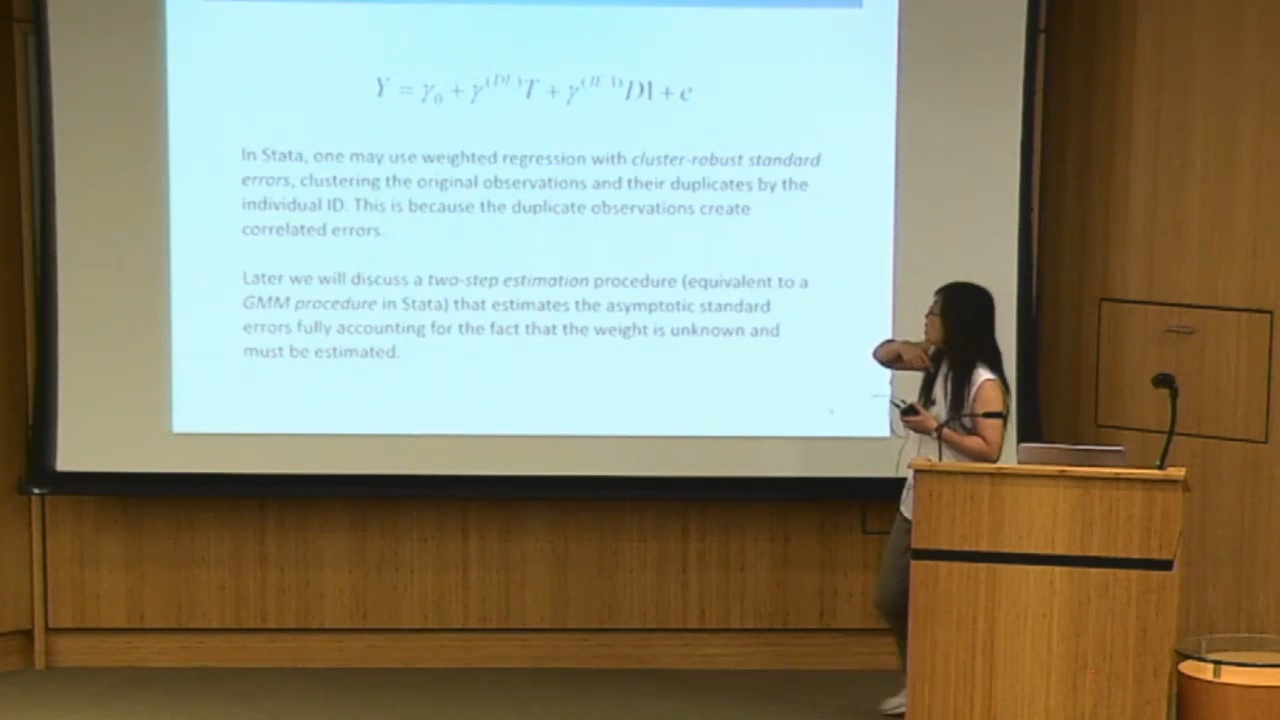 Y = γ₀ + γ⁽ᴰᴱ⁾T + γ⁽ᴵᴱ·¹⁾D1 + e
In Stata, one may use weighted regression with cluster-robust standard
errors, clustering the original observations and their duplicates by the
individual ID. This is because the duplicate observations create
correlated errors.
Later we will discuss a two-step estimation procedure (equivalent to a
GMM procedure in Stata) that estimates the asymptotic standard
errors fully accounting for the fact that the weight is unknown and
must be estimated.